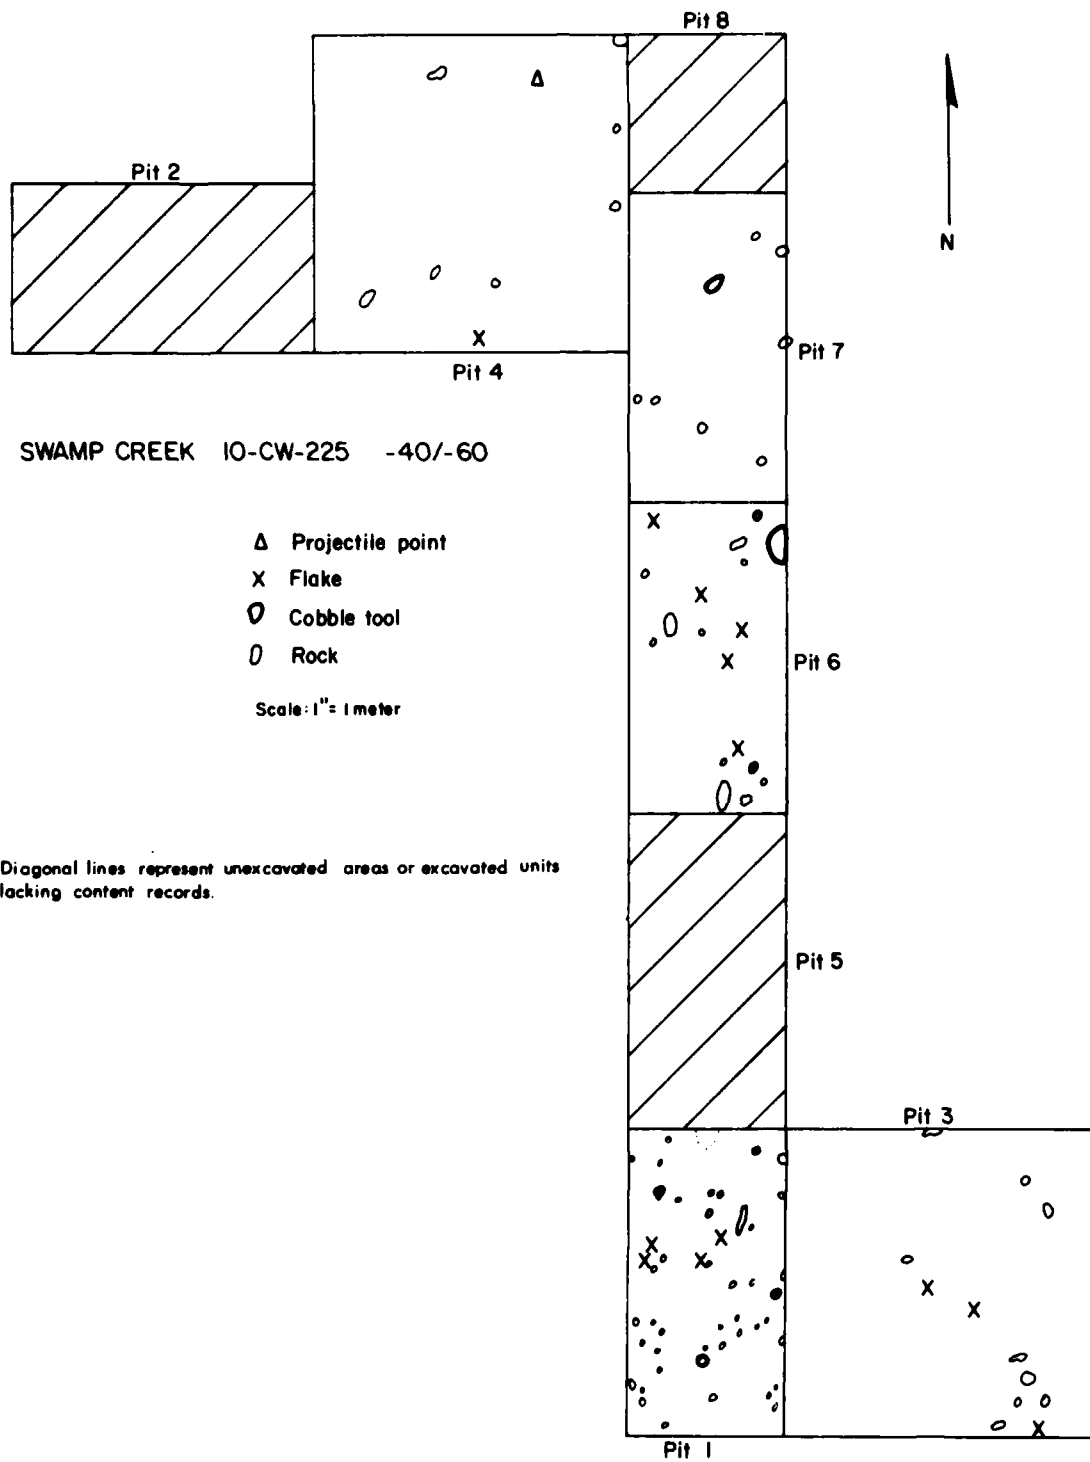 Pit 8
Pit 2
N
Pit 7
Pit 4
SWAMP CREEK 10-CW-225 -40/-60
Δ Projectile point
X Flake
Cobble tool
Rock
Pit 6
Scale: 1"= 1 meter
Diagonal lines represent unexcavated areas or excavated units
lacking content records.
Pit 5
Pit 3
Pit 1